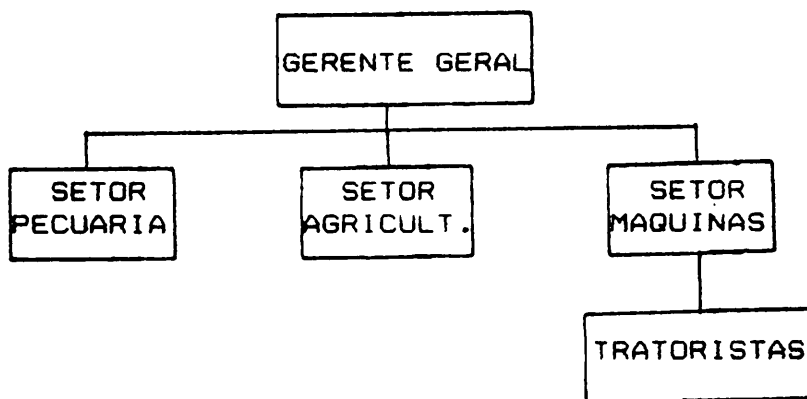 GERENTE GERAL
SETOR
PECUARIA
SETOR
AGRICULT.
SETOR
MAQUINAS
TRATORISTAS